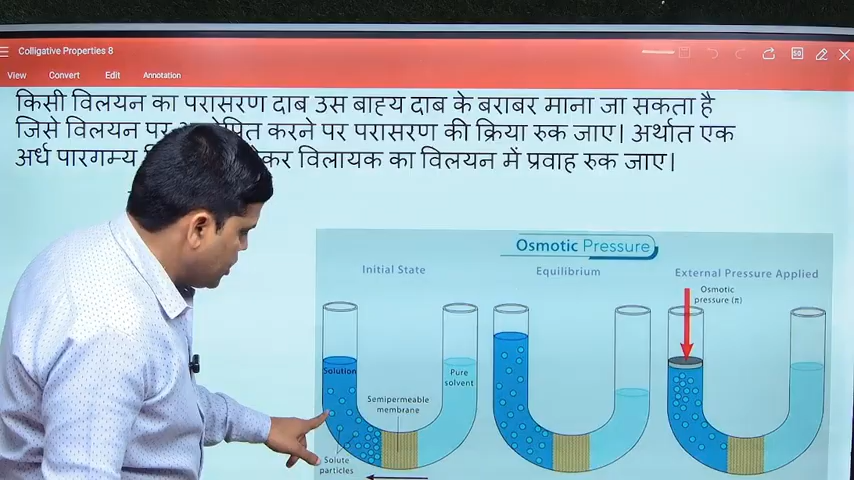 Colligative Properties 8
View Convert Edit Annotation
किसी विलयन का परासरण दाब उस बाह्य दाब के बराबर माना जा सकता है
जिसे विलयन पर करने पर परासरण की क्रिया रुक जाए। अर्थात एक
अर्ध पारगम्य विलायक का विलयन में प्रवाह रुक जाए।
Osmotic Pressure
Initial State
Equilibrium
External Pressure Applied
Osmotic
pressure (π)
Solution
Pure
solvent
Semipermeable
membrane
Solute
particles